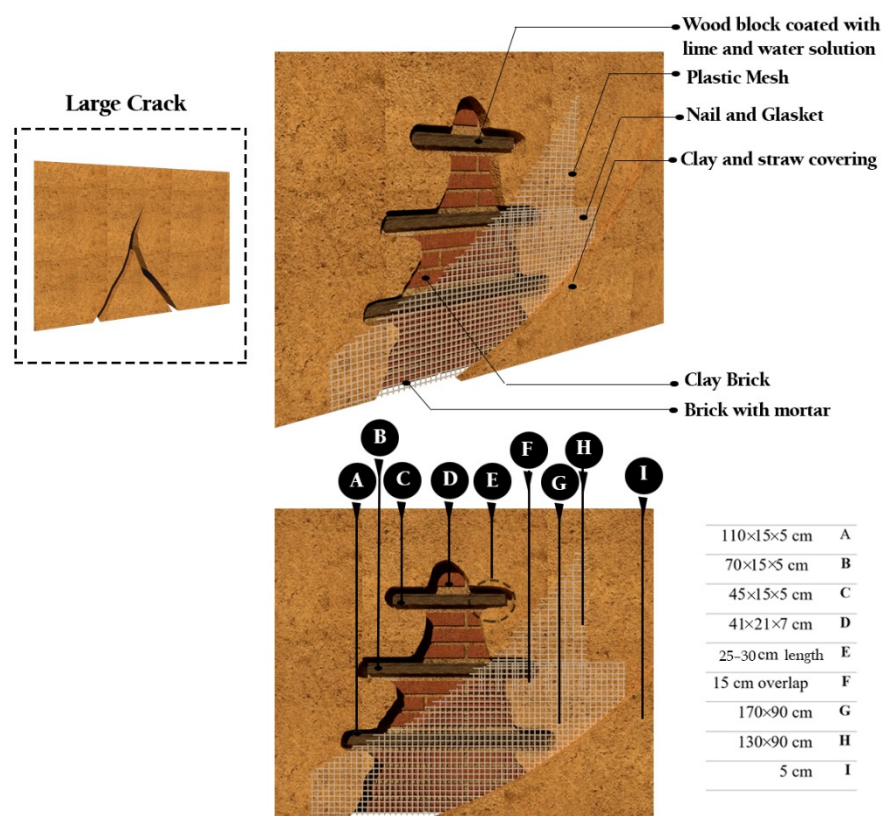 Large Crack
Wood block coated with
lime and water solution
Plastic Mesh
Nail and Glasket
Clay and straw covering
Clay Brick
Brick with mortar
A
B
C
D
E
F
G
H
I
110×15×5 cm A
70×15×5 cm B
45×15×5 cm C
41×21×7 cm D
25-30cm length E
15 cm overlap F
170×90 cm G
130×90 cm H
5 cm I